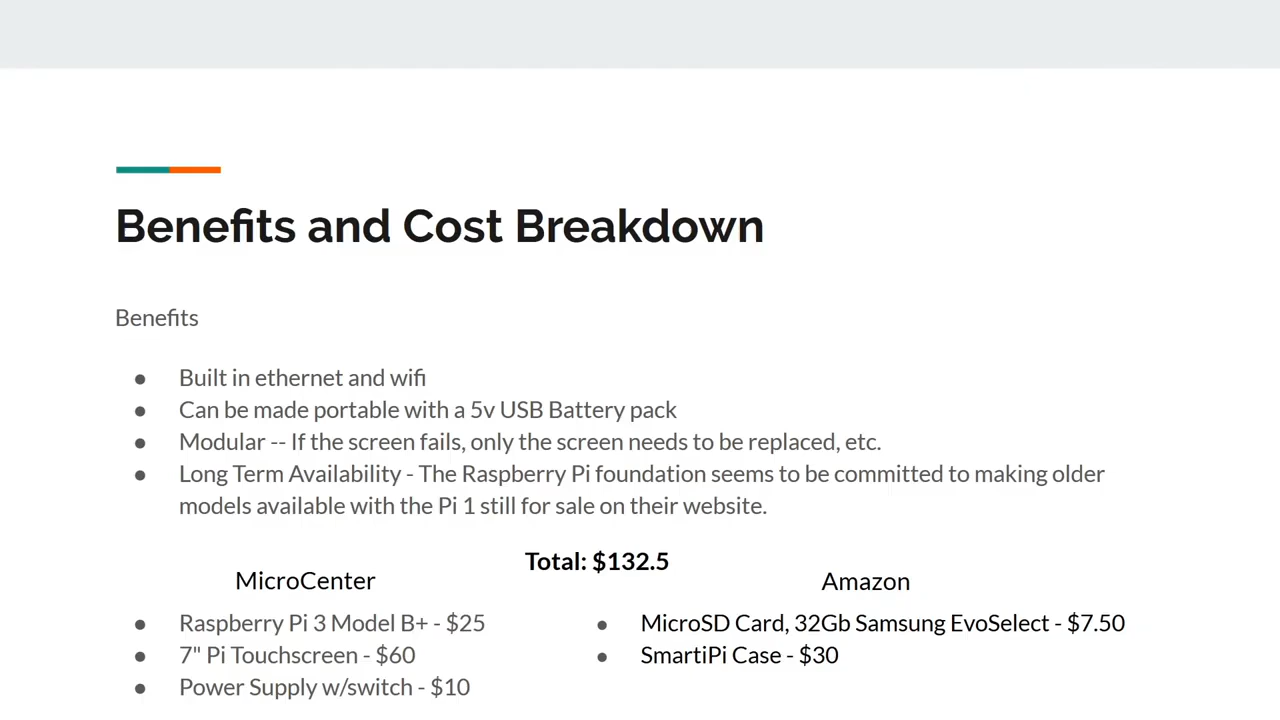 Benefits and Cost Breakdown
Benefits
● Built in ethernet and wifi
● Can be made portable with a 5v USB Battery pack
● Modular -- If the screen fails, only the screen needs to be replaced, etc.
● Long Term Availability - The Raspberry Pi foundation seems to be committed to making older
models available with the Pi 1 still for sale on their website.
Total: $132.5
MicroCenter
● Raspberry Pi 3 Model B+ - $25
● 7" Pi Touchscreen - $60
● Power Supply w/switch - $10
Amazon
● MicroSD Card, 32Gb Samsung EvoSelect - $7.50
● SmartiPi Case - $30